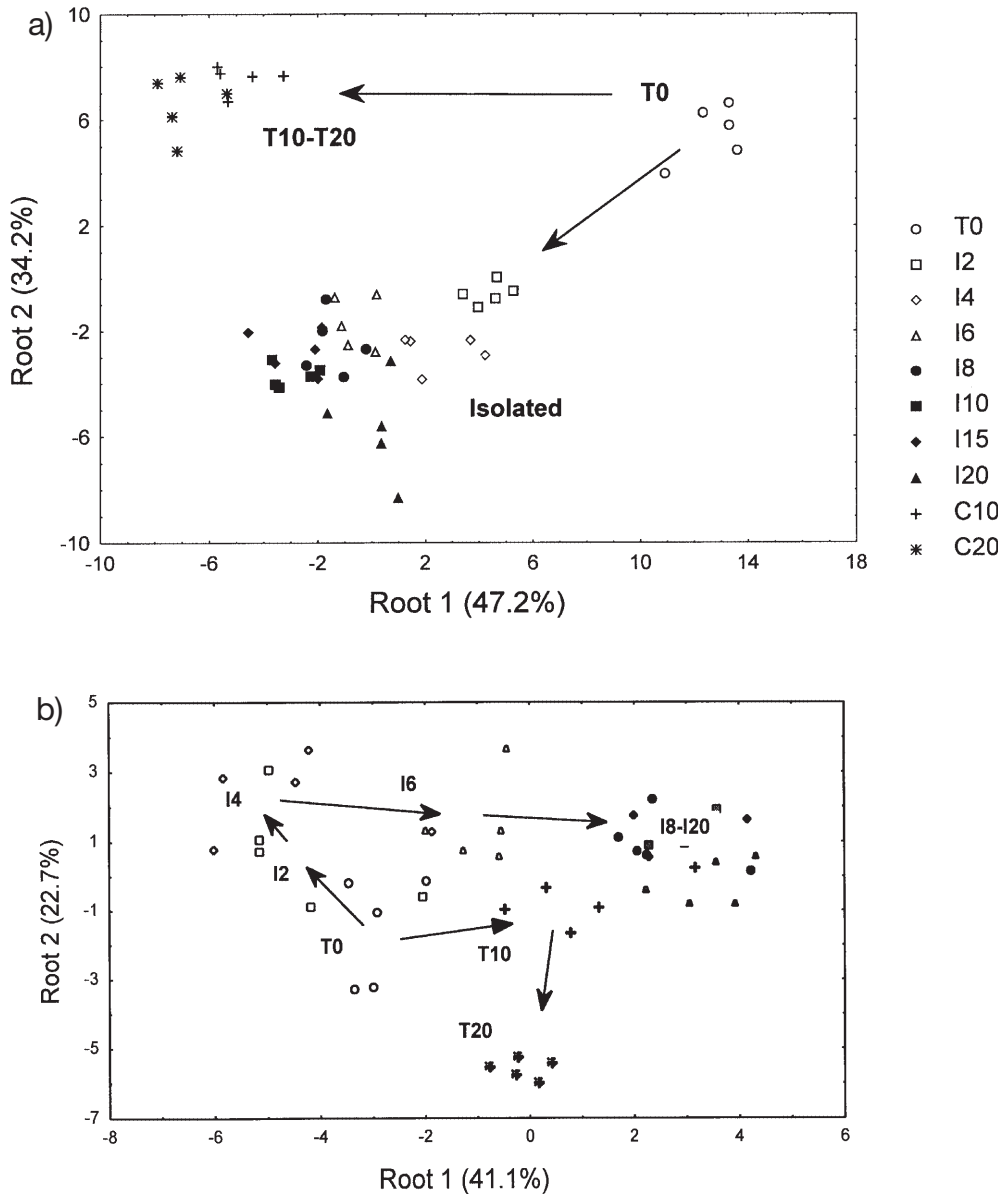 a)
10
6
2
-2
-6
-10
Root 2 (34.2%)
T0
T10-T20
Isolated
-10 -6 -2 2 6 10 14 18
Root 1 (47.2%)
T0
I2
I4
I6
I8
I10
I15
I20
C10
C20
b)
5
3
1
-1
-3
-5
-7
Root 2 (22.7%)
I6
I4
I8-I20
I2
T0
T10
T20
-8 -6 -4 -2 0 2 4 6
Root 1 (41.1%)